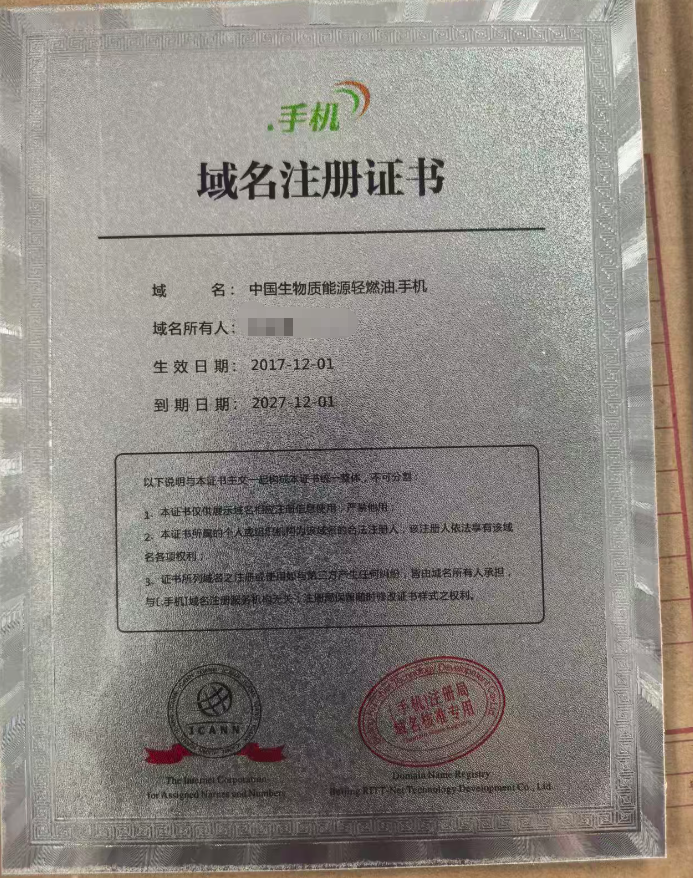 .手机
域名注册证书
域 名： 中国生物质能源轻燃油.手机
域名所有人：
生效日期： 2017-12-01
到期日期： 2027-12-01
以下说明与本证书主文一起构成本证书统一整体，不可分割：
1、本证书仅供展示域名相应注册信息使用，严禁他用；
2、本证书所属的个人或组织即为该域名的合法注册人，该注册人依法享有该域
名各项权利；
3、证书所列域名之注册或使用如与第三方产生任何纠纷，皆由域名所有人承担，
与[.手机]域名注册服务机构无关；注册局保留随时修改证书样式之权利。
ICANN
The Internet Corporation
for Assigned Names and Numbers
[.手机]注册局
域名核准专用
Domain Name Registry
Beijing RITT-Net Technology Development Co., Ltd